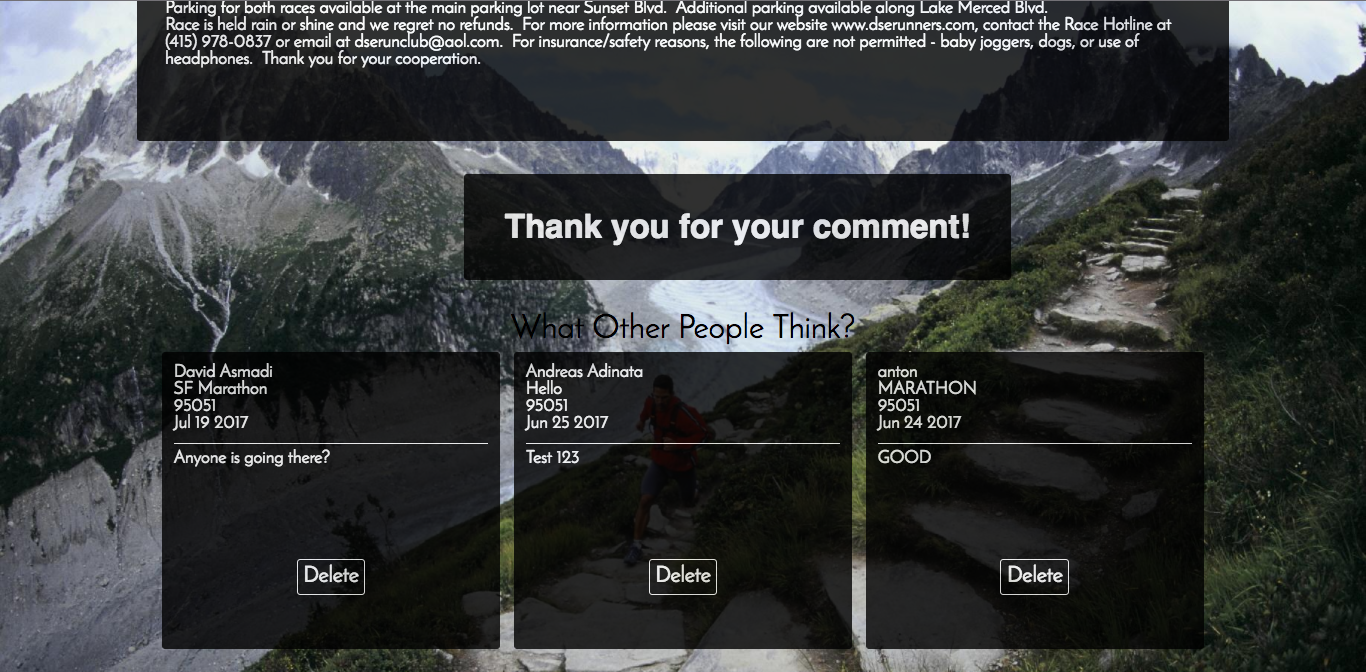 Parking for both races available at the main parking lot near Sunset Blvd.  Additional parking available along Lake Merced Blvd.
Race is held rain or shine and we regret no refunds.  For more information please visit our website www.dserunners.com, contact the Race Hotline at
(415) 978-0837 or email at dserunclub@aol.com.  For insurance/safety reasons, the following are not permitted - baby joggers, dogs, or use of
headphones.  Thank you for your cooperation.
Thank you for your comment!
What Other People Think?
David Asmadi
SF Marathon
95051
Jul 19 2017
Anyone is going there?
Delete
Andreas Adinata
Hello
95051
Jun 25 2017
Test 123
Delete
anton
MARATHON
95051
Jun 24 2017
GOOD
Delete